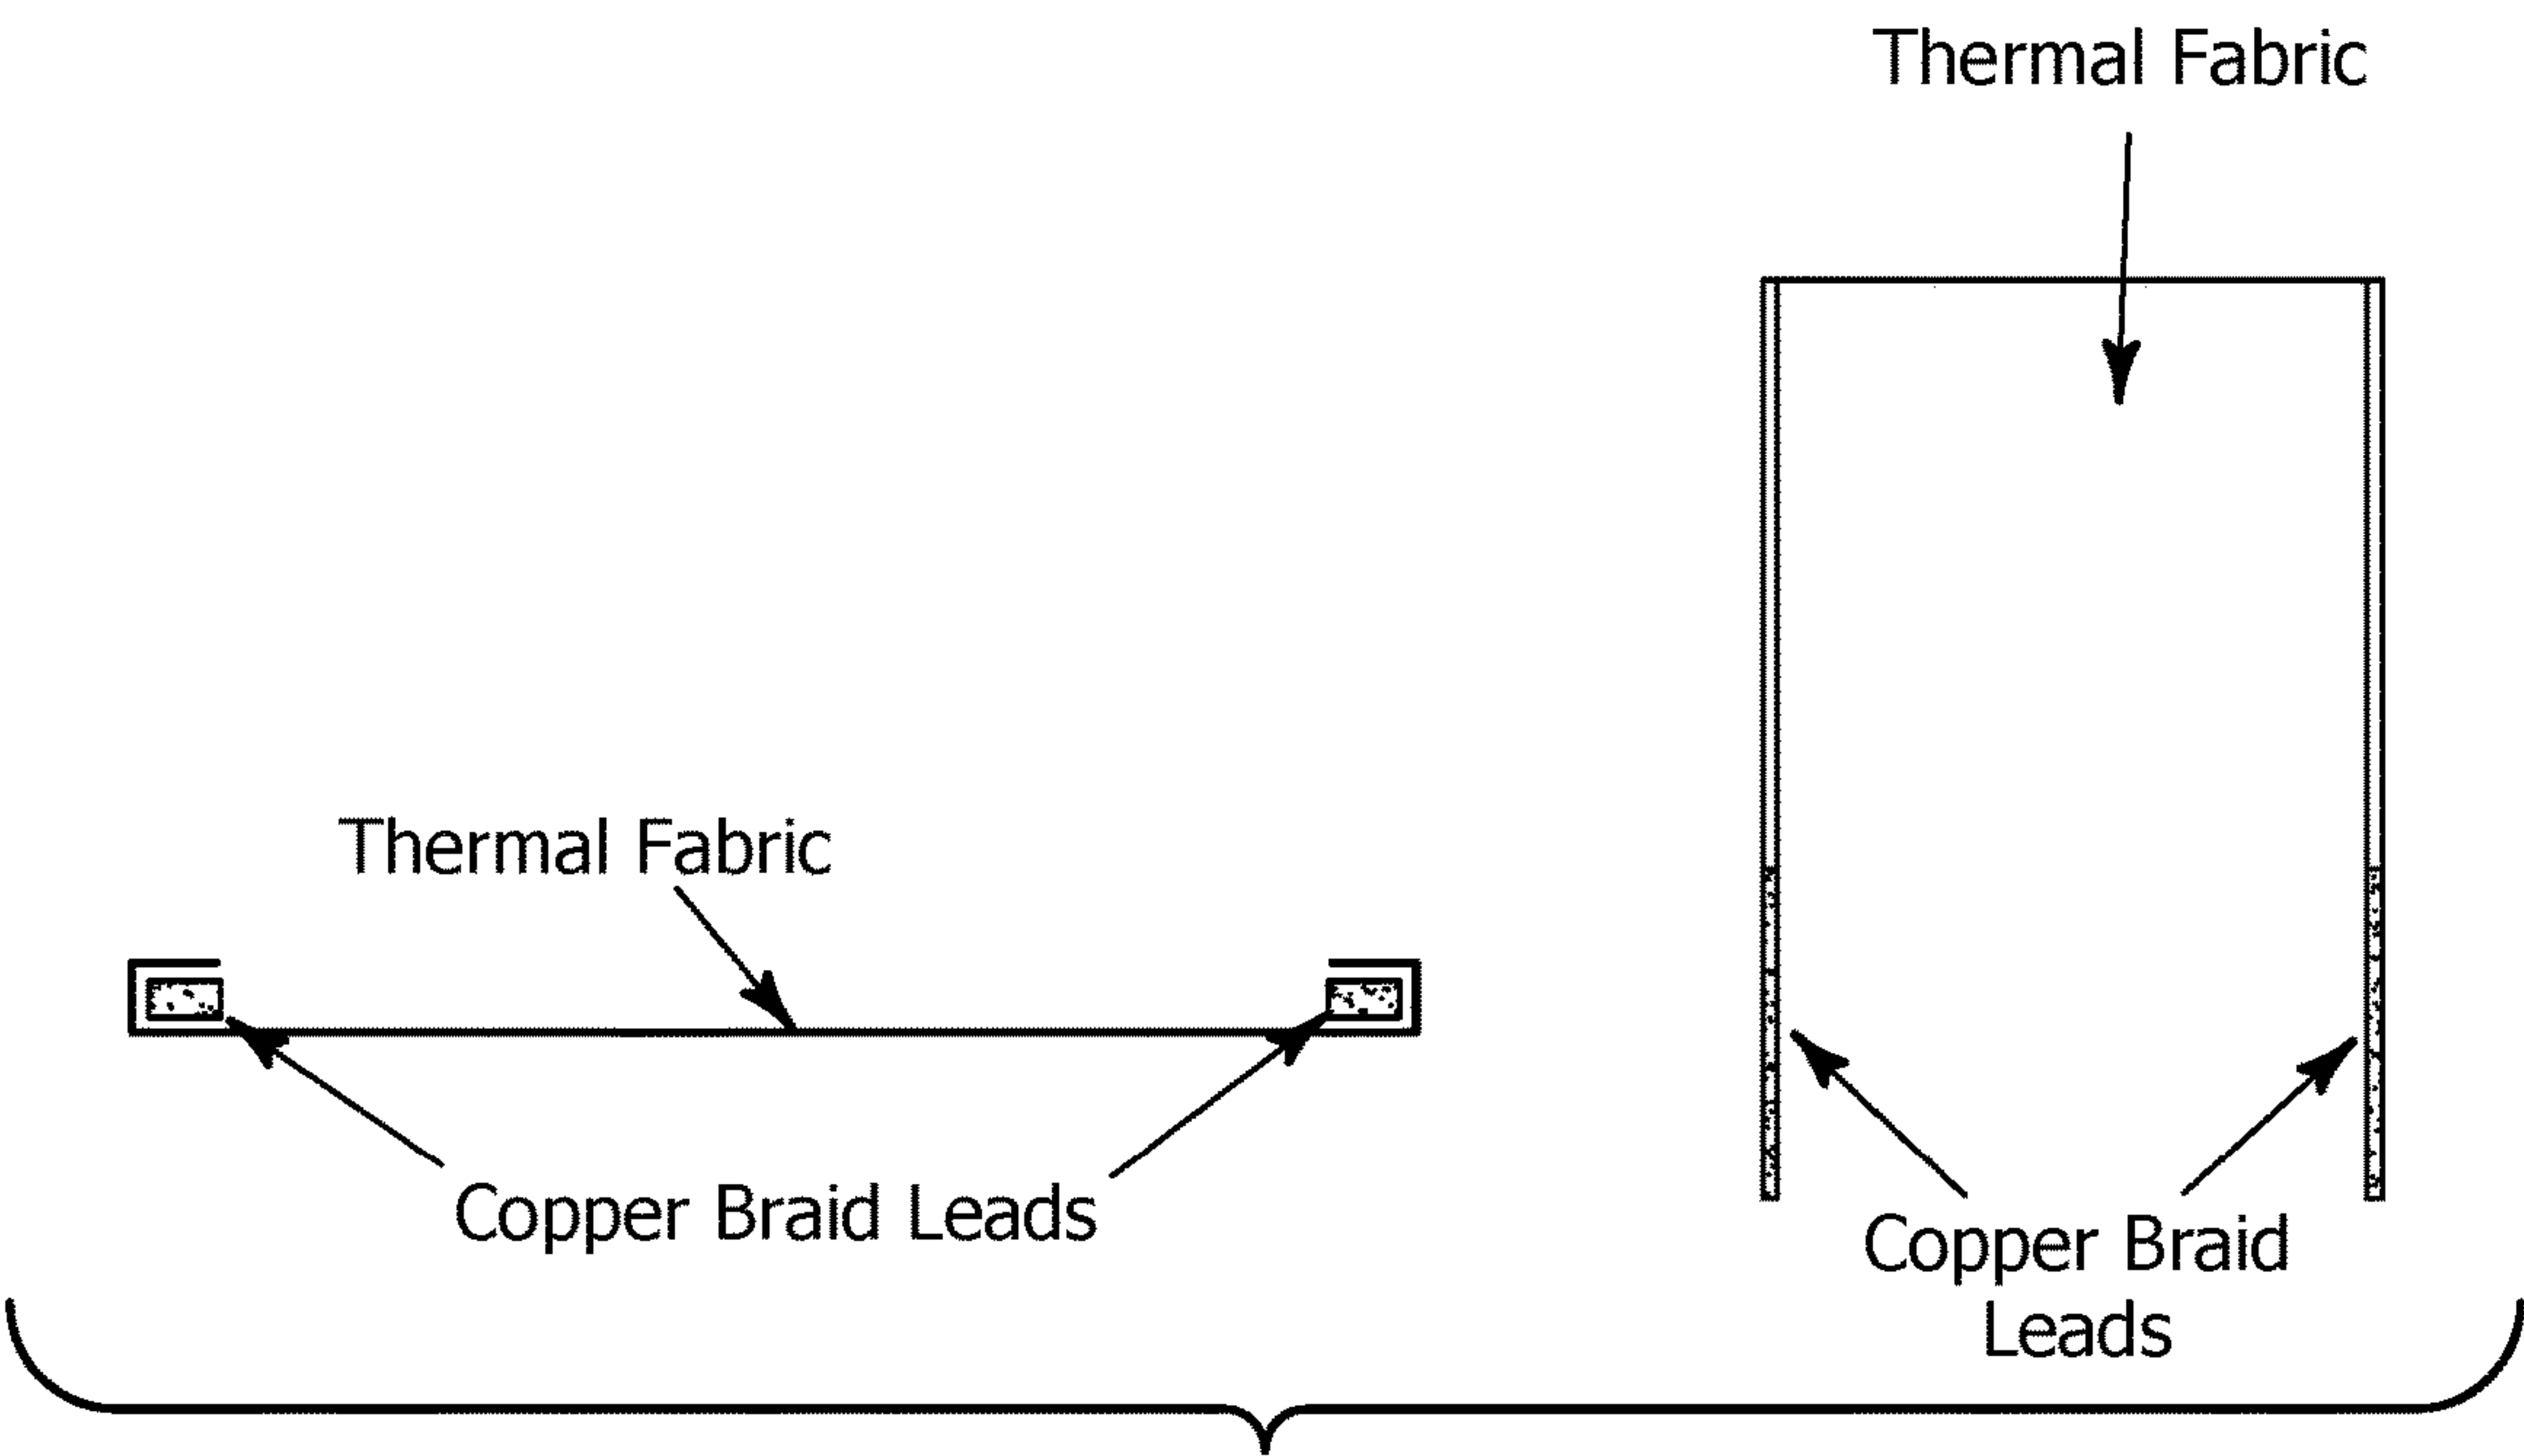 Thermal Fabric
Thermal Fabric
Copper Braid Leads
Copper Braid
Leads